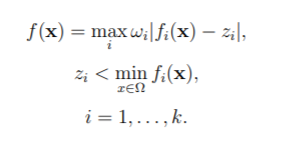 f(x) = max_i ω_i|f_i(x) − z_i|,
z_i < min_{x∈Ω} f_i(x),
i = 1, . . . , k.